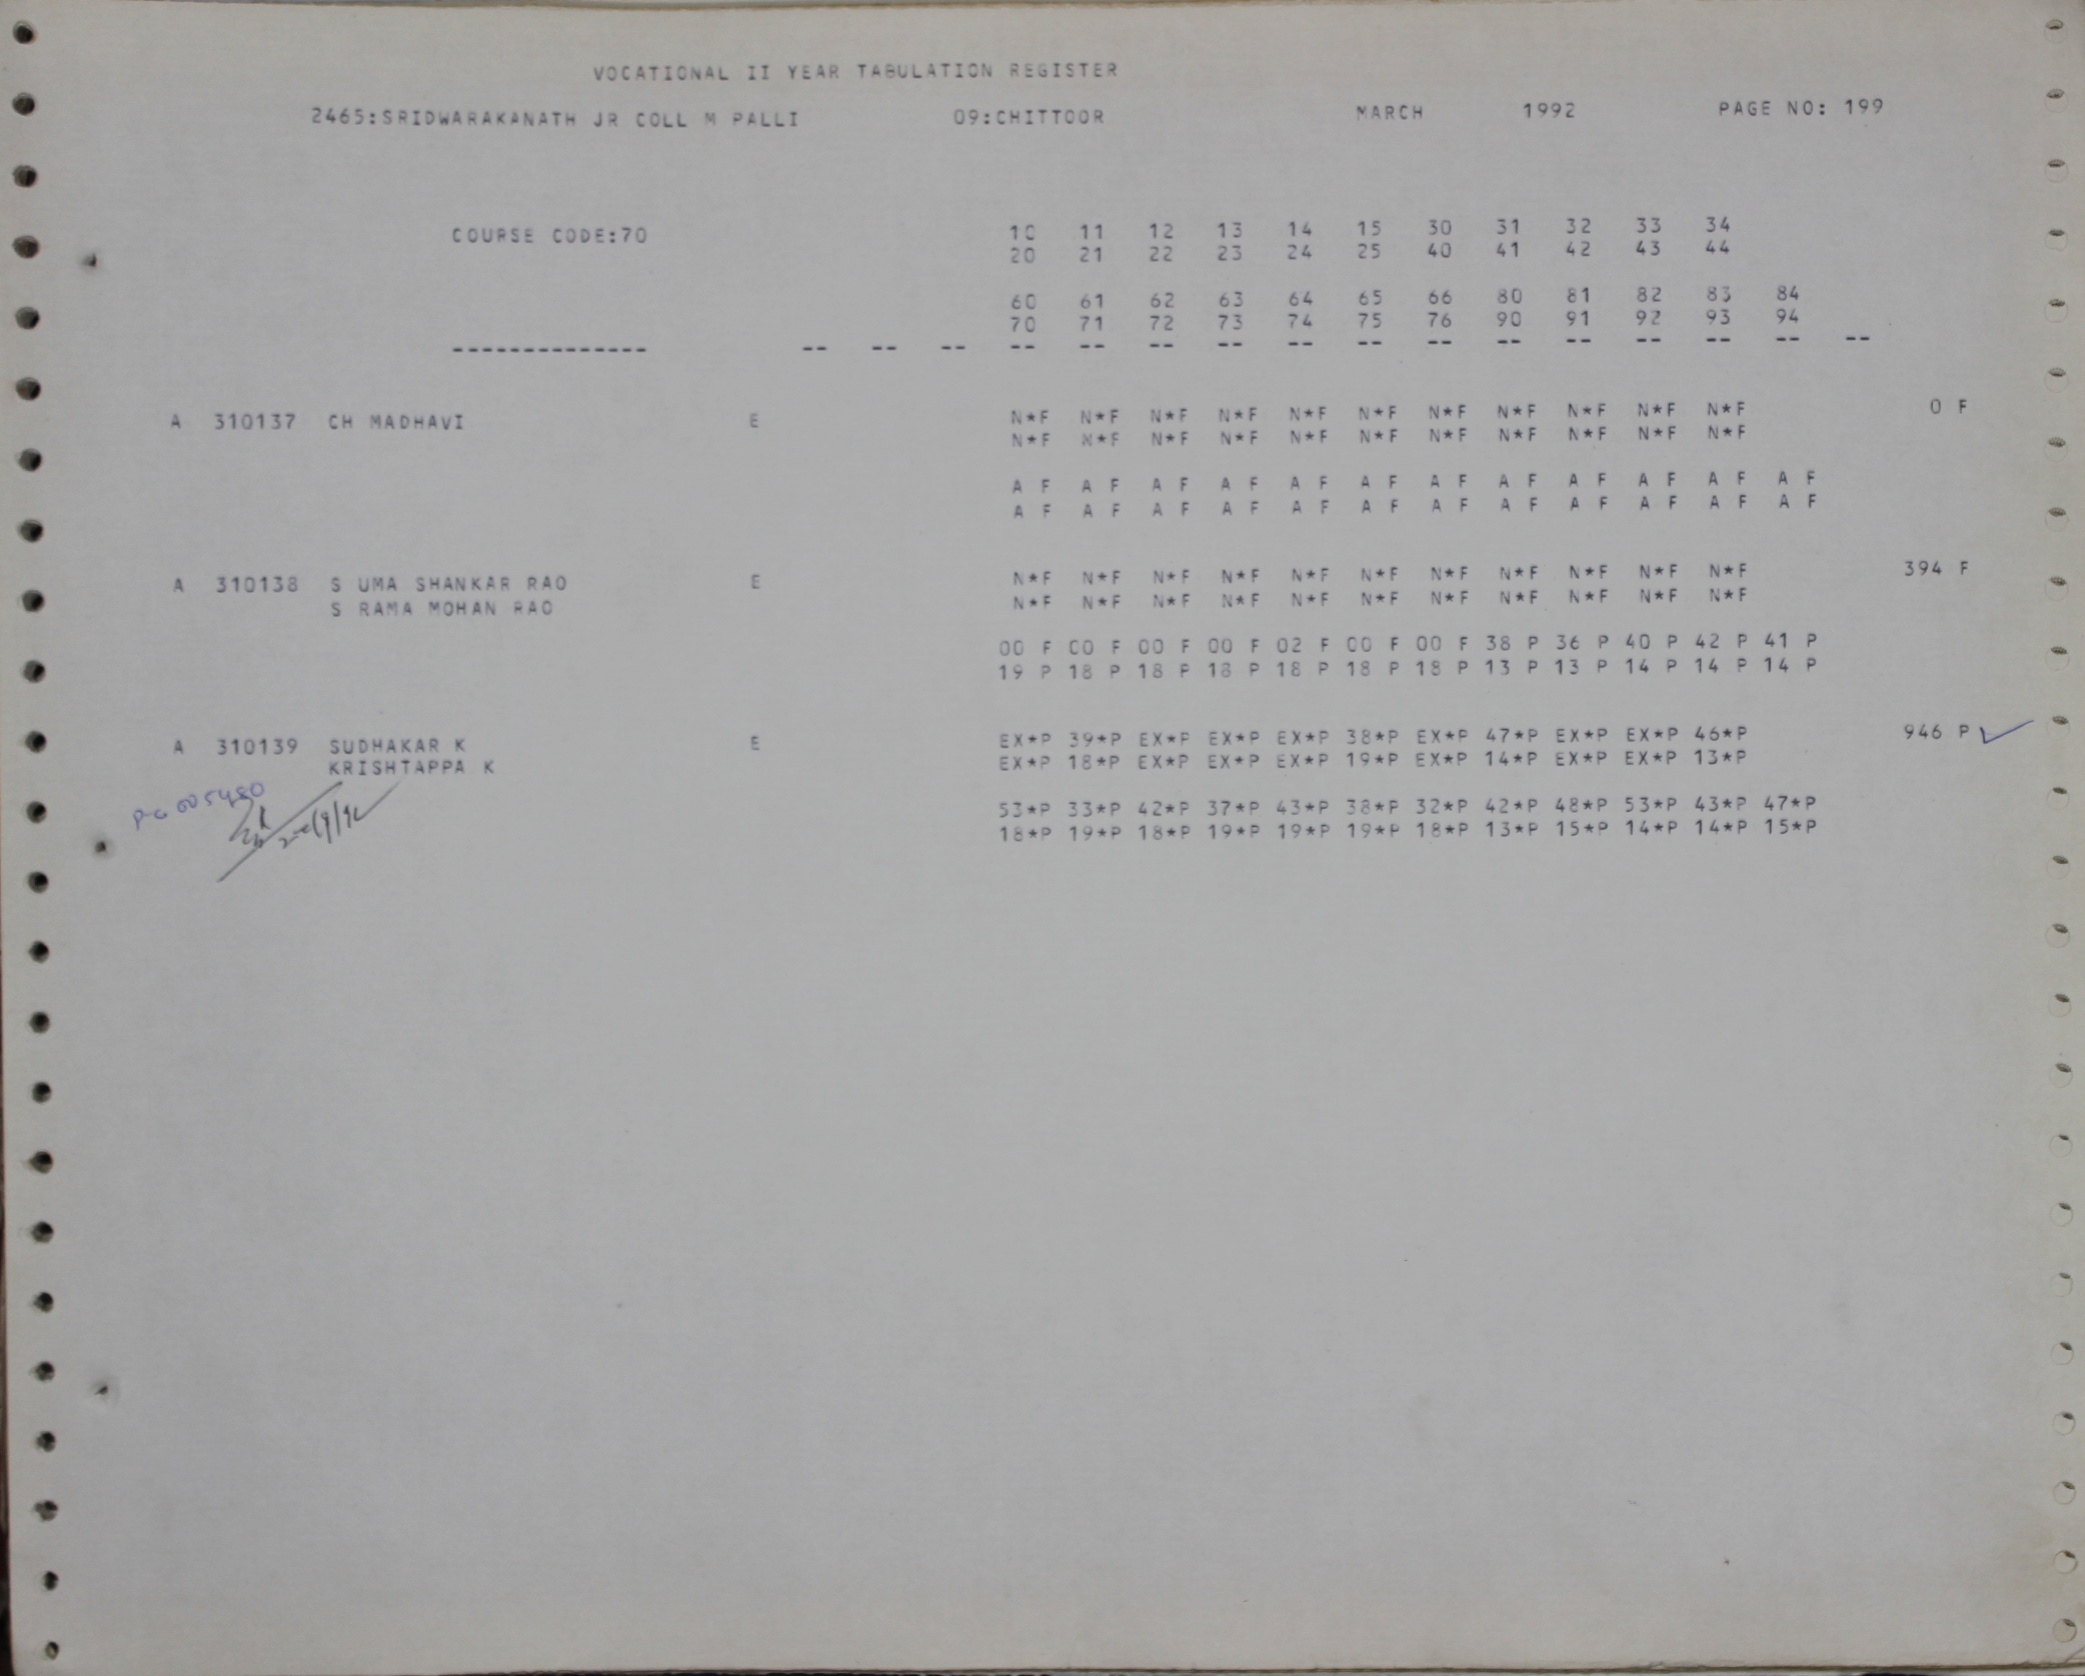 VOCATIONAL II YEAR TABULATION REGISTER
2465:SRIDWARAKANATH JR COLL M PALLI 09:CHITTOOR MARCH 1992 PAGE NO: 199
COURSE CODE:70 10 11 12 13 14 15 30 31 32 33 34
20 21 22 23 24 25 40 41 42 43 44
60 61 62 63 64 65 66 80 81 82 83 84
70 71 72 73 74 75 76 90 91 92 93 94
-------------- -- -- -- -- -- -- -- -- -- -- -- -- -- -- -- --
A 310137 CH MADHAVI E N*F N*F N*F N*F N*F N*F N*F N*F N*F N*F N*F 0 F
N*F N*F N*F N*F N*F N*F N*F N*F N*F N*F N*F
A F A F A F A F A F A F A F A F A F A F A F A F
A F A F A F A F A F A F A F A F A F A F A F A F
A 310138 S UMA SHANKAR RAO E N*F N*F N*F N*F N*F N*F N*F N*F N*F N*F N*F 394 F
S RAMA MOHAN RAO N*F N*F N*F N*F N*F N*F N*F N*F N*F N*F N*F
00 F 00 F 00 F 00 F 02 F 00 F 00 F 38 P 36 P 40 P 42 P 41 P
19 P 18 P 18 P 18 P 18 P 18 P 18 P 13 P 13 P 14 P 14 P 14 P
A 310139 SUDHAKAR K E EX*P 39*P EX*P EX*P EX*P 38*P EX*P 47*P EX*P EX*P 46*P 946 P
KRISHTAPPA K EX*P 18*P EX*P EX*P EX*P 19*P EX*P 14*P EX*P EX*P 13*P
53*P 33*P 42*P 37*P 43*P 38*P 32*P 42*P 48*P 53*P 43*P 47*P
18*P 19*P 18*P 19*P 19*P 19*P 18*P 13*P 15*P 14*P 14*P 15*P